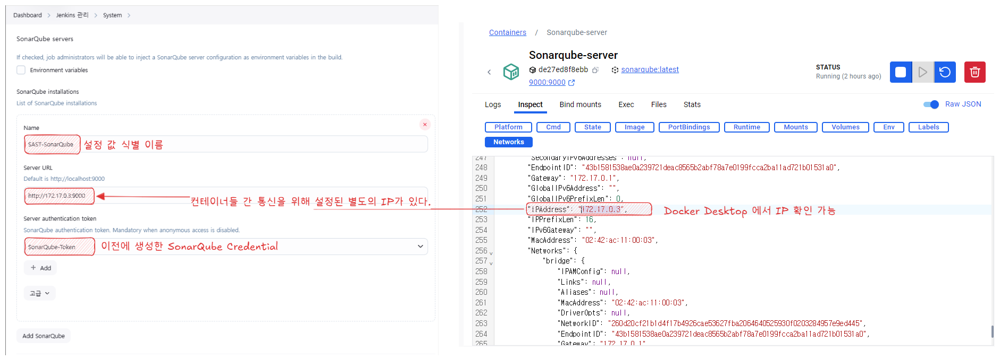 Dashboard > Jenkins 관리 > System >
SonarQube servers
If checked, job administrators will be able to inject a SonarQube server configuration as environment variables in the build.
Environment variables
SonarQube installations
List of SonarQube installations
Name
SAST-SonarQube 설정 값 식별 이름
Server URL
Default is http://localhost:9000
http://172.17.0.3:9000
컨테이너들 간 통신을 위해 설정된 별도의 IP가 있다.
Server authentication token
SonarQube authentication token. Mandatory when anonymous access is disabled.
SonarQube-Token 이전에 생성한 SonarQube Credential
+ Add
고급
Add SonarQube
Containers / Sonarqube-server
Sonarqube-server
de27ed8f8ebb sonarqube:latest
9000:9000
STATUS
Running (2 hours ago)
Logs Inspect Bind mounts Exec Files Stats
Raw JSON
Platform Cmd State Image PortBindings Runtime Mounts Volumes Env Labels
Networks
247 "SecondaryIPv6Addresses": null,
248 "EndpointID": "43b1581538ae0a239721deac8565b2abf78a7e0199fcca2ba11ad721b01531a0",
249 "Gateway": "172.17.0.1",
250 "GlobalIPv6Address": "",
251 "GlobalIPv6PrefixLen": 0,
252 "IPAddress": "172.17.0.3", Docker Desktop 에서 IP 확인 가능
253 "IPPrefixLen": 16,
254 "IPv6Gateway": "",
255 "MacAddress": "02:42:ac:11:00:03",
256 "Networks": {
257 "bridge": {
258 "IPAMConfig": null,
259 "Links": null,
260 "Aliases": null,
261 "MacAddress": "02:42:ac:11:00:03",
262 "DriverOpts": null,
263 "NetworkID": "260d20cf21b1d4f17b4926cae53627fba2064640525930f0203284957e9ed445",
264 "EndpointID": "43b1581538ae0a239721deac8565b2abf78a7e0199fcca2ba11ad721b01531a0",
265 "Gateway": "172.17.0.1"